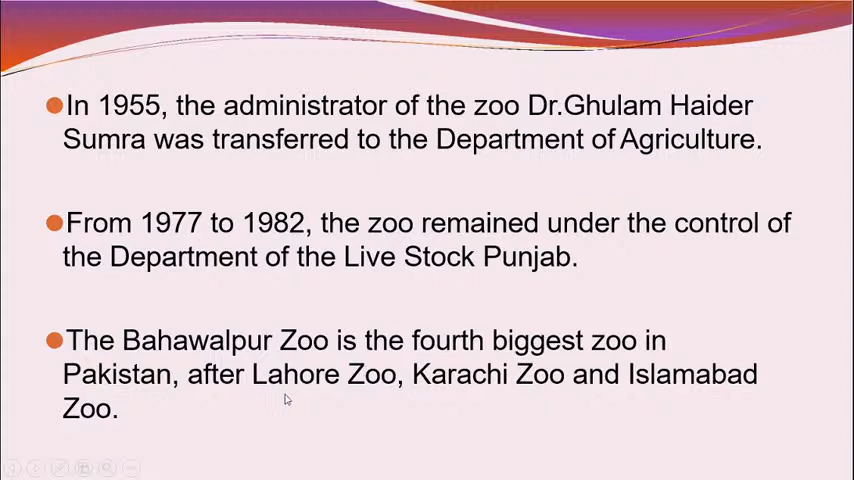 In 1955, the administrator of the zoo Dr.Ghulam Haider
Sumra was transferred to the Department of Agriculture.
From 1977 to 1982, the zoo remained under the control of
the Department of the Live Stock Punjab.
The Bahawalpur Zoo is the fourth biggest zoo in
Pakistan, after Lahore Zoo, Karachi Zoo and Islamabad
Zoo.